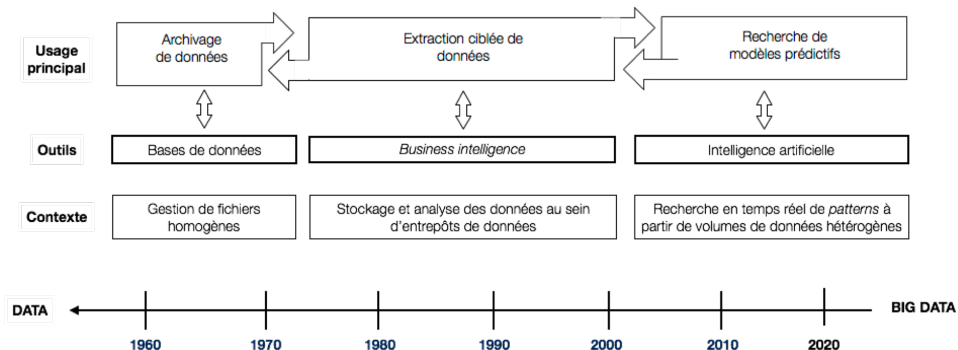 Usage
principal
Archivage
de données
Extraction ciblée de
données
Recherche de
modèles prédictifs
Outils
Bases de données
Business intelligence
Intelligence artificielle
Contexte
Gestion de fichiers
homogènes
Stockage et analyse des données au sein
d'entrepôts de données
Recherche en temps réel de patterns à
partir de volumes de données hétérogènes
DATA
BIG DATA
1960
1970
1980
1990
2000
2010
2020